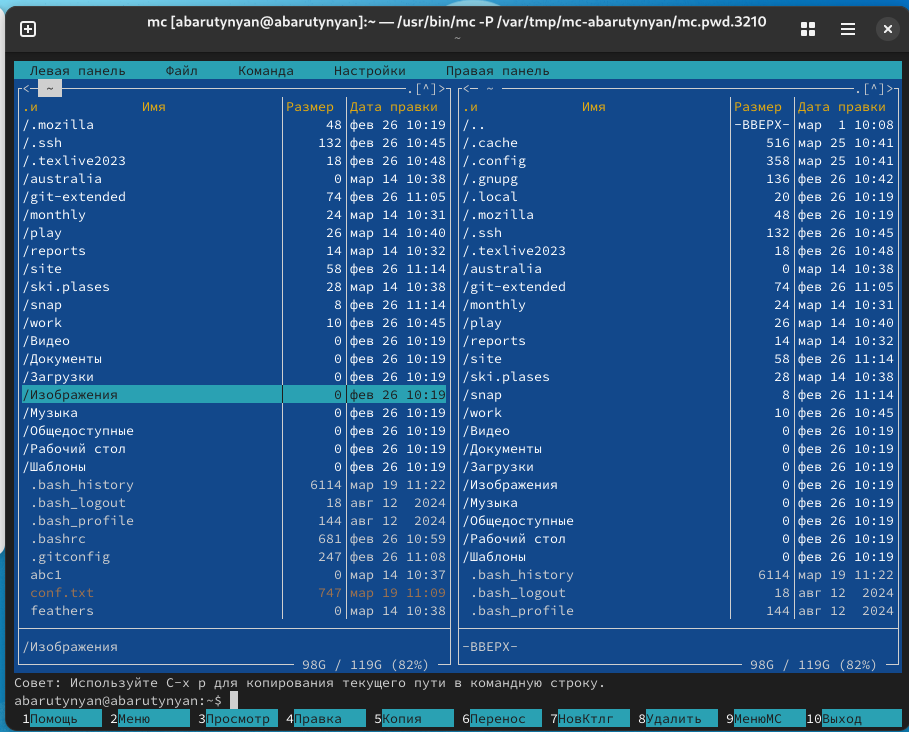 mc [abarutynyan@abarutynyan]:~ — /usr/bin/mc -P /var/tmp/mc-abarutynyan/mc.pwd.3210
~
Левая панель Файл Команда Настройки Правая панель
<─ ~ .[^]> <─ ~ .[^]>
.и Имя Размер Дата правки .и Имя Размер Дата правки
/.mozilla 48 фев 26 10:19 /.. -ВВЕРХ- мар 1 10:08
/.ssh 132 фев 26 10:45 /.cache 516 мар 25 10:41
/.texlive2023 18 фев 26 10:48 /.config 358 мар 25 10:41
/australia 0 мар 14 10:38 /.gnupg 136 фев 26 10:42
/git-extended 74 фев 26 11:05 /.local 20 фев 26 10:19
/monthly 24 мар 14 10:31 /.mozilla 48 фев 26 10:19
/play 26 мар 14 10:40 /.ssh 132 фев 26 10:45
/reports 14 мар 14 10:32 /.texlive2023 18 фев 26 10:48
/site 58 фев 26 11:14 /australia 0 мар 14 10:38
/ski.plases 28 мар 14 10:38 /git-extended 74 фев 26 11:05
/snap 8 фев 26 11:14 /monthly 24 мар 14 10:31
/work 10 фев 26 10:45 /play 26 мар 14 10:40
/Видео 0 фев 26 10:19 /reports 14 мар 14 10:32
/Документы 0 фев 26 10:19 /site 58 фев 26 11:14
/Загрузки 0 фев 26 10:19 /ski.plases 28 мар 14 10:38
/Изображения 0 фев 26 10:19 /snap 8 фев 26 11:14
/Музыка 0 фев 26 10:19 /work 10 фев 26 10:45
/Общедоступные 0 фев 26 10:19 /Видео 0 фев 26 10:19
/Рабочий стол 0 фев 26 10:19 /Документы 0 фев 26 10:19
/Шаблоны 0 фев 26 10:19 /Загрузки 0 фев 26 10:19
.bash_history 6114 мар 19 11:22 /Изображения 0 фев 26 10:19
.bash_logout 18 авг 12 2024 /Музыка 0 фев 26 10:19
.bash_profile 144 авг 12 2024 /Общедоступные 0 фев 26 10:19
.bashrc 681 фев 26 10:59 /Рабочий стол 0 фев 26 10:19
.gitconfig 247 фев 26 11:08 /Шаблоны 0 фев 26 10:19
abc1 0 мар 14 10:37 .bash_history 6114 мар 19 11:22
conf.txt 747 мар 19 11:09 .bash_logout 18 авг 12 2024
feathers 0 мар 14 10:38 .bash_profile 144 авг 12 2024
/Изображения -ВВЕРХ-
98G / 119G (82%) 98G / 119G (82%)
Совет: Используйте C-x p для копирования текущего пути в командную строку.
abarutynyan@abarutynyan:~$
1Помощь 2Меню 3Просмотр 4Правка 5Копия 6Перенос 7НовКтлг 8Удалить 9МенюMC 10Выход